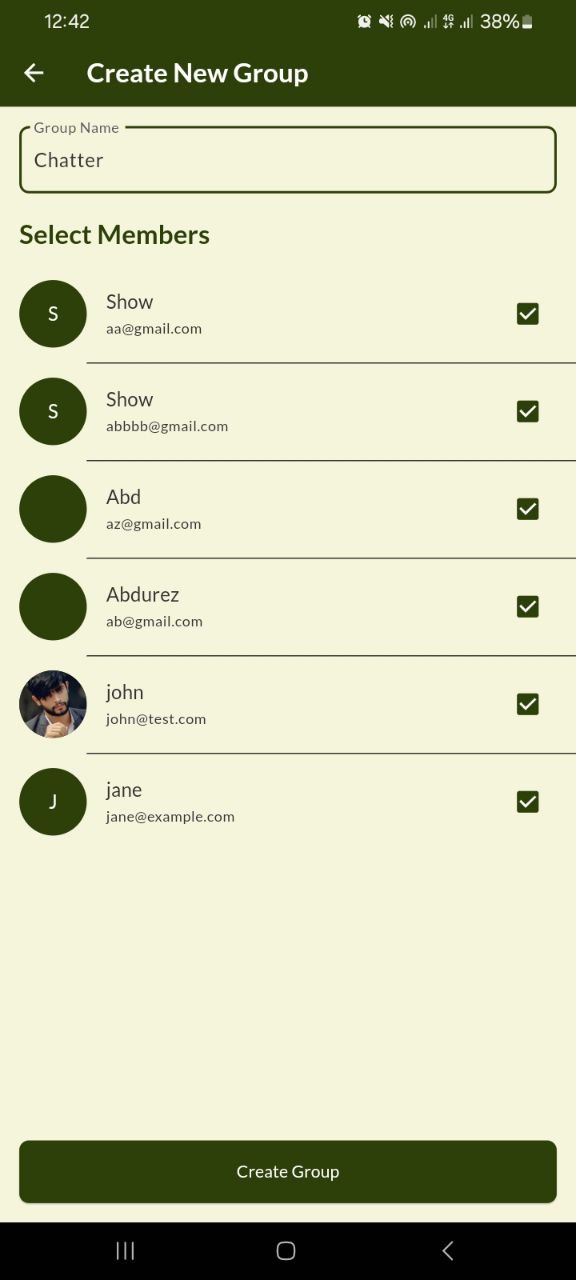 12:42 4G 38%
Create New Group
Group Name
Chatter
Select Members
S
Show
aa@gmail.com
S
Show
abbbb@gmail.com
Abd
az@gmail.com
Abdurez
ab@gmail.com
john
john@test.com
J
jane
jane@example.com
Create Group